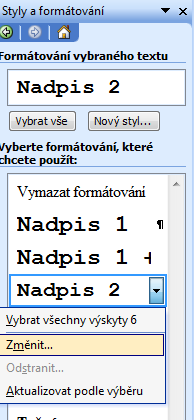 Styly a formátování
Formátování vybraného textu
Nadpis 2
Vybrat vše
Nový styl...
Vyberte formátování, které
chcete použít:
Vymazat formátování
Nadpis 1 ¶
Nadpis 1 +
Nadpis 2
Vybrat všechny výskyty 6
Změnit...
Odstranit...
Aktualizovat podle výběru